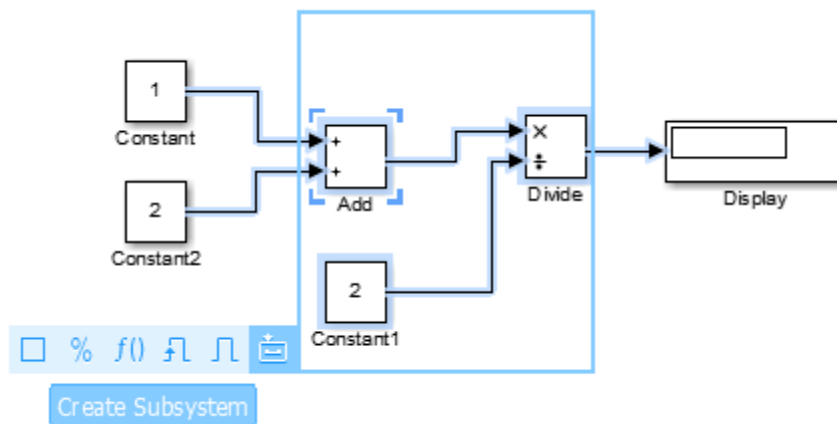 1
Constant
2
Constant2
+
+
Add
×
÷
Divide
2
Constant1
Display
% f()
Create Subsystem